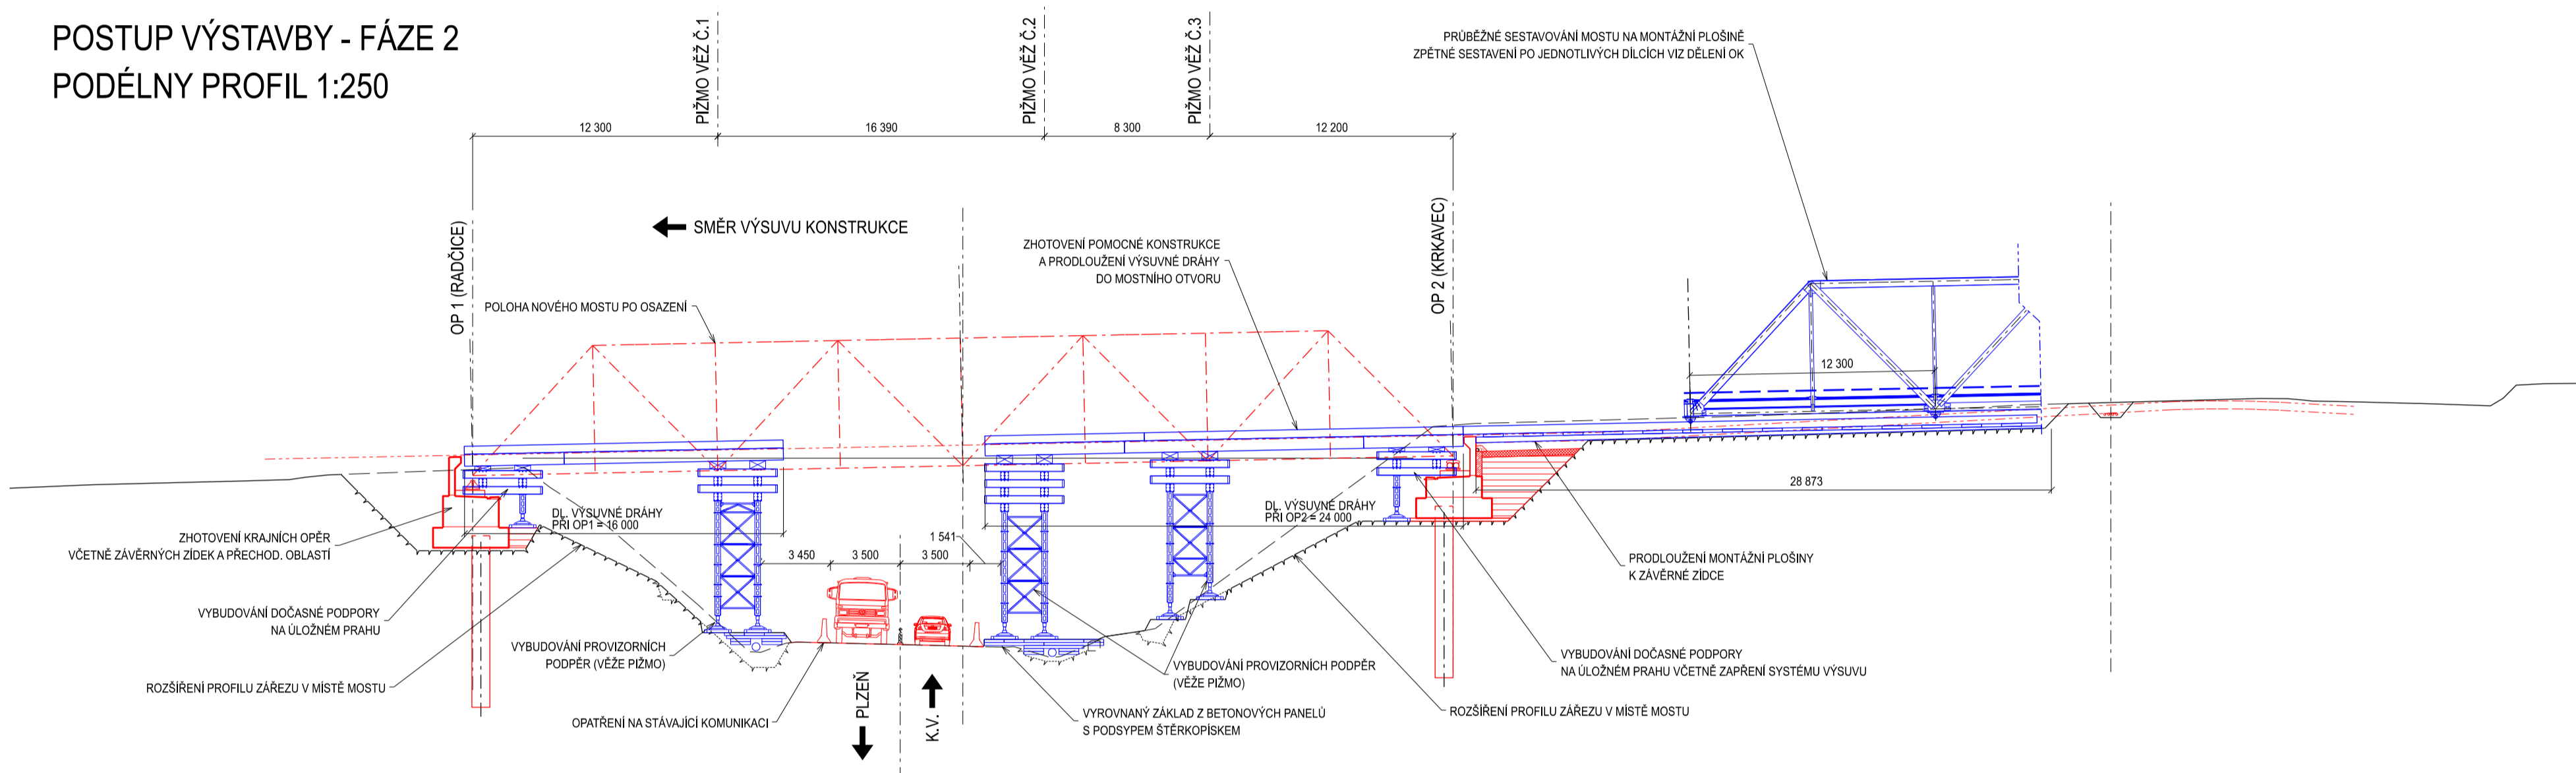 POSTUP VÝSTAVBY - FÁZE 2
PODÉLNY PROFIL 1:250
PIŽMO VĚŽ Č.1
PIŽMO VĚŽ Č.2
PIŽMO VĚŽ Č.3
PRŮBĚŽNÉ SESTAVOVÁNÍ MOSTU NA MONTÁŽNÍ PLOŠINĚ
ZPĚTNÉ SESTAVENÍ PO JEDNOTLIVÝCH DÍLCÍCH VIZ DĚLENÍ OK
12 300
16 390
8 300
12 200
OP 1 (RADČICE)
SMĚR VÝSUVU KONSTRUKCE
OP 2 (KRKAVEC)
ZHOTOVENÍ POMOCNÉ KONSTRUKCE
A PRODLOUŽENÍ VÝSUVNÉ DRÁHY
DO MOSTNÍHO OTVORU
POLOHA NOVÉHO MOSTU PO OSAZENÍ
12 300
28 873
DL. VÝSUVNÉ DRÁHY
PŘI OP1 = 16 000
DL. VÝSUVNÉ DRÁHY
PŘI OP2 = 24 000
1 541
3 450
3 500
3 500
ZHOTOVENÍ KRAJNÍCH OPĚR
VČETNĚ ZÁVĚRNÝCH ZÍDEK A PŘECHOD. OBLASTÍ
PRODLOUŽENÍ MONTÁŽNÍ PLOŠINY
K ZÁVĚRNÉ ZÍDCE
VYBUDOVÁNÍ DOČASNÉ PODPORY
NA ÚLOŽNÉM PRAHU
VYBUDOVÁNÍ PROVIZORNÍCH
PODPĚR (VĚŽE PIŽMO)
VYBUDOVÁNÍ PROVIZORNÍCH PODPĚR
(VĚŽE PIŽMO)
VYBUDOVÁNÍ DOČASNÉ PODPORY
NA ÚLOŽNÉM PRAHU VČETNĚ ZAPŘENÍ SYSTÉMU VÝSUVU
ROZŠÍŘENÍ PROFILU ZÁŘEZU V MÍSTĚ MOSTU
PLZEŇ
K.V.
OPATŘENÍ NA STÁVAJÍCÍ KOMUNIKACI
VYROVNANÝ ZÁKLAD Z BETONOVÝCH PANELŮ
S PODSYPEM ŠTĚRKOPÍSKEM
ROZŠÍŘENÍ PROFILU ZÁŘEZU V MÍSTĚ MOSTU